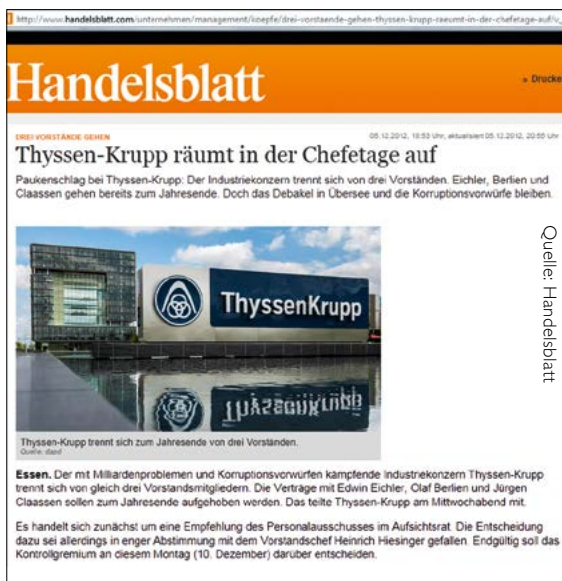 http://www.handelsblatt.com/unternehmen/management/koepfe/drei-vorstaende-gehen-thyssen-krupp-raeumt-in-der-chefetage-auf/v_
Handelsblatt
» Drucke
DREI VORSTÄNDE GEHEN
05.12.2012, 18:53 Uhr, aktualisiert 05.12.2012, 20:55 Uhr
Thyssen-Krupp räumt in der Chefetage auf
Paukenschlag bei Thyssen-Krupp: Der Industriekonzern trennt sich von drei Vorständen. Eichler, Berlien und
Claassen gehen bereits zum Jahresende. Doch das Debakel in Übersee und die Korruptionsvorwürfe bleiben.
ThyssenKrupp
Thyssen-Krupp trennt sich zum Jahresende von drei Vorständen.
Quelle: dapd
Quelle: Handelsblatt
Essen. Der mit Milliardenproblemen und Korruptionsvorwürfen kämpfende Industriekonzern Thyssen-Krupp
trennt sich von gleich drei Vorstandsmitgliedern. Die Verträge mit Edwin Eichler, Olaf Berlien und Jürgen
Claassen sollen zum Jahresende aufgehoben werden. Das teilte Thyssen-Krupp am Mittwochabend mit.
Es handelt sich zunächst um eine Empfehlung des Personalausschusses im Aufsichtsrat. Die Entscheidung
dazu sei allerdings in enger Abstimmung mit dem Vorstandschef Heinrich Hiesinger gefallen. Endgültig soll das
Kontrollgremium an diesem Montag (10. Dezember) darüber entscheiden.